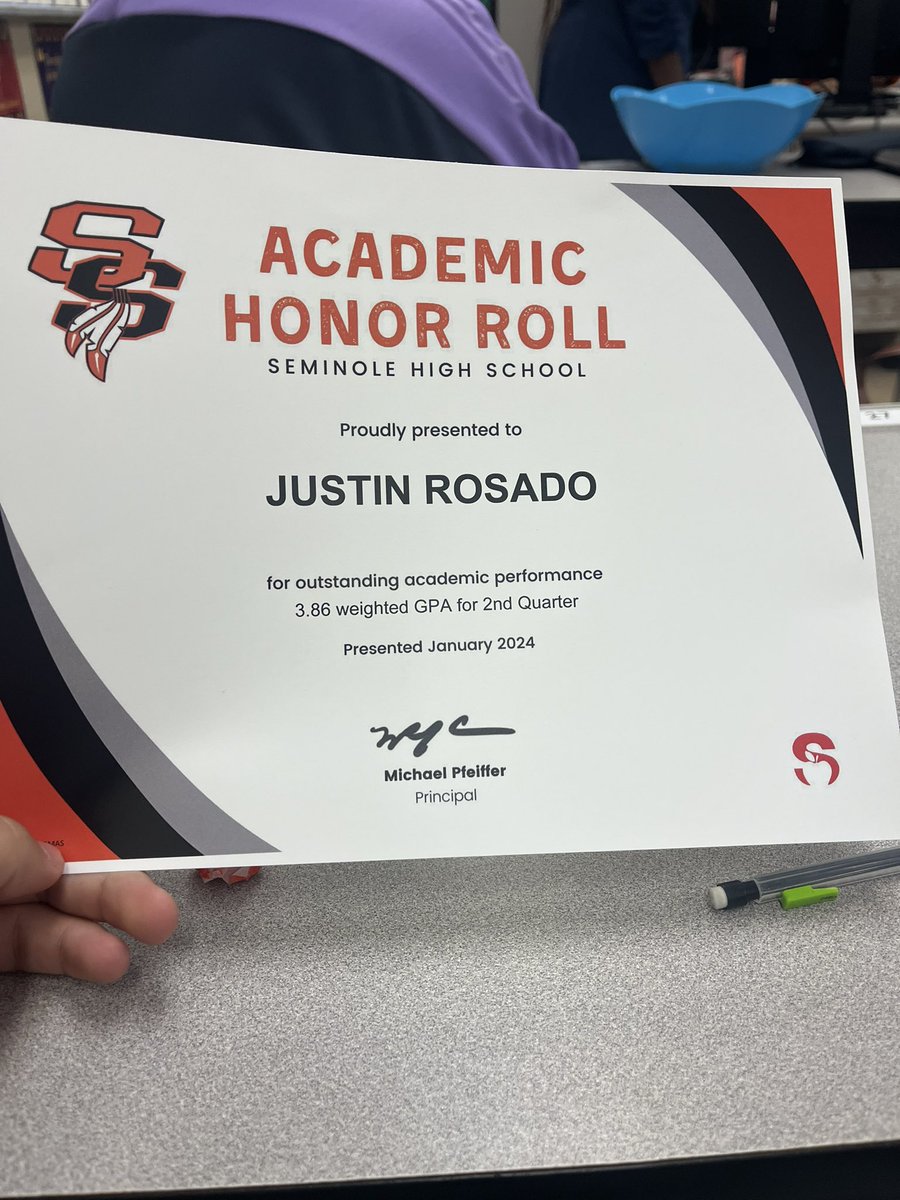 ACADEMIC
HONOR ROLL
SEMINOLE HIGH SCHOOL
Proudly presented to
JUSTIN ROSADO
for outstanding academic performance
3.86 weighted GPA for 2nd Quarter
Presented January 2024
Michael Pfeiffer
Principal